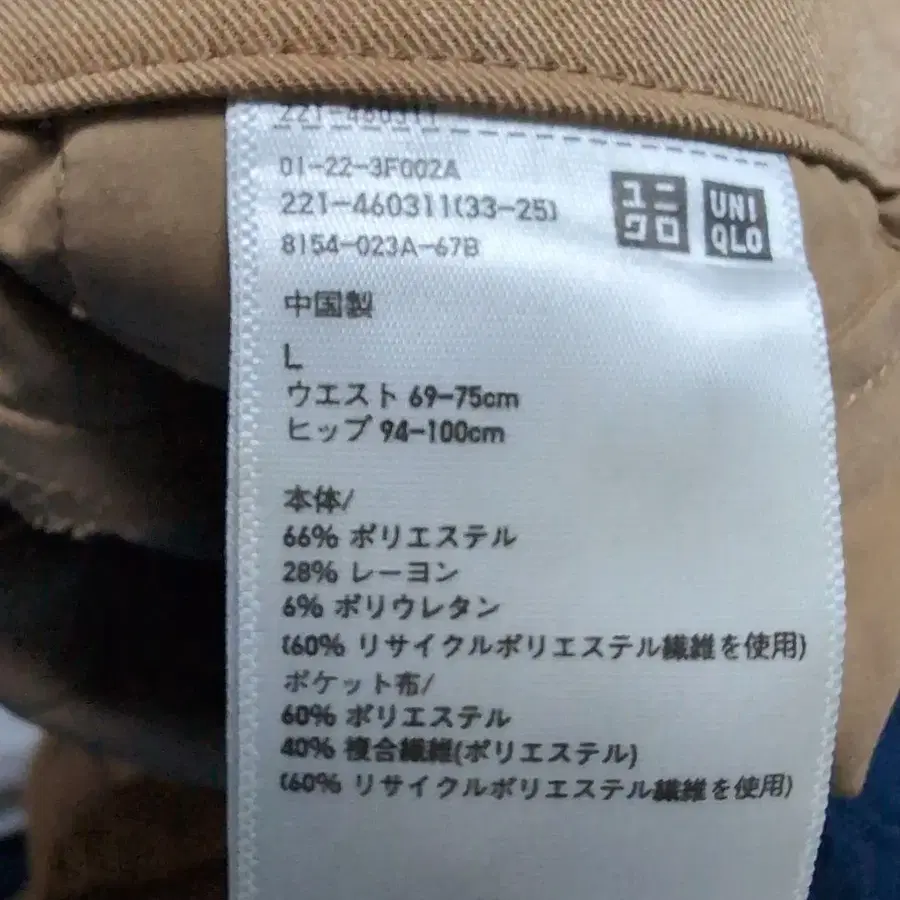 221-460311
01-22-3F002A
221-460311(33-25)
8154-023A-67B
ユニ
クロ
UNI
QLO
中国製
L
ウエスト 69-75cm
ヒップ 94-100cm
本体/
66% ポリエステル
28% レーヨン
6% ポリウレタン
(60% リサイクルポリエステル繊維を使用)
ポケット布/
60% ポリエステル
40% 複合繊維(ポリエステル)
(60% リサイクルポリエステル繊維を使用)